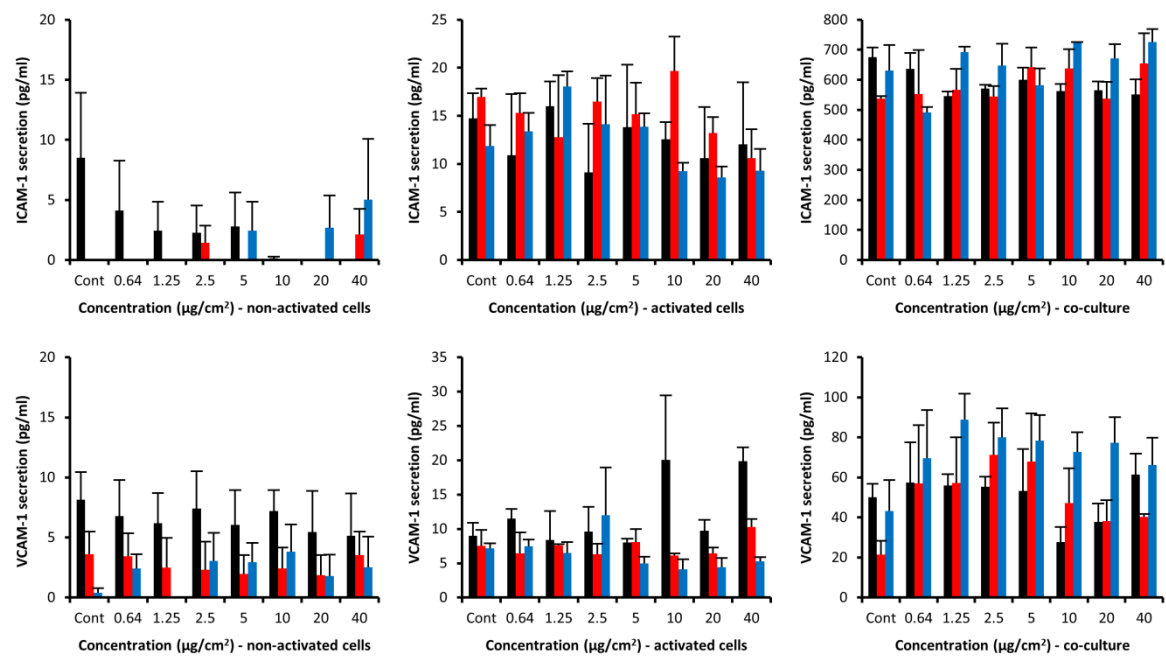 ICAM-1 secretion (pg/ml)
20
15
10
5
0
Cont 0.64 1.25 2.5 5 10 20 40
Concentration (µg/cm²) - non-activated cells
ICAM-1 secretion (pg/ml)
25
20
15
10
5
0
Cont 0.64 1.25 2.5 5 10 20 40
Concentation (µg/cm²) - activated cells
ICAM-1 secretion (pg/ml)
800
700
600
500
400
300
200
100
0
Cont 0.64 1.25 2.5 5 10 20 40
Concentration (µg/cm²) - co-culture
VCAM-1 secretion (pg/ml)
20
15
10
5
0
Cont 0.64 1.25 2.5 5 10 20 40
Concentration (µg/cm²) - non-activated cells
VCAM-1 secretion (pg/ml)
35
30
25
20
15
10
5
0
Cont 0.64 1.25 2.5 5 10 20 40
Concentration (µg/cm²) - activated cells
VCAM-1 secretion (pg/ml)
120
100
80
60
40
20
0
Cont 0.64 1.25 2.5 5 10 20 40
Concentration (µg/cm²) - co-culture